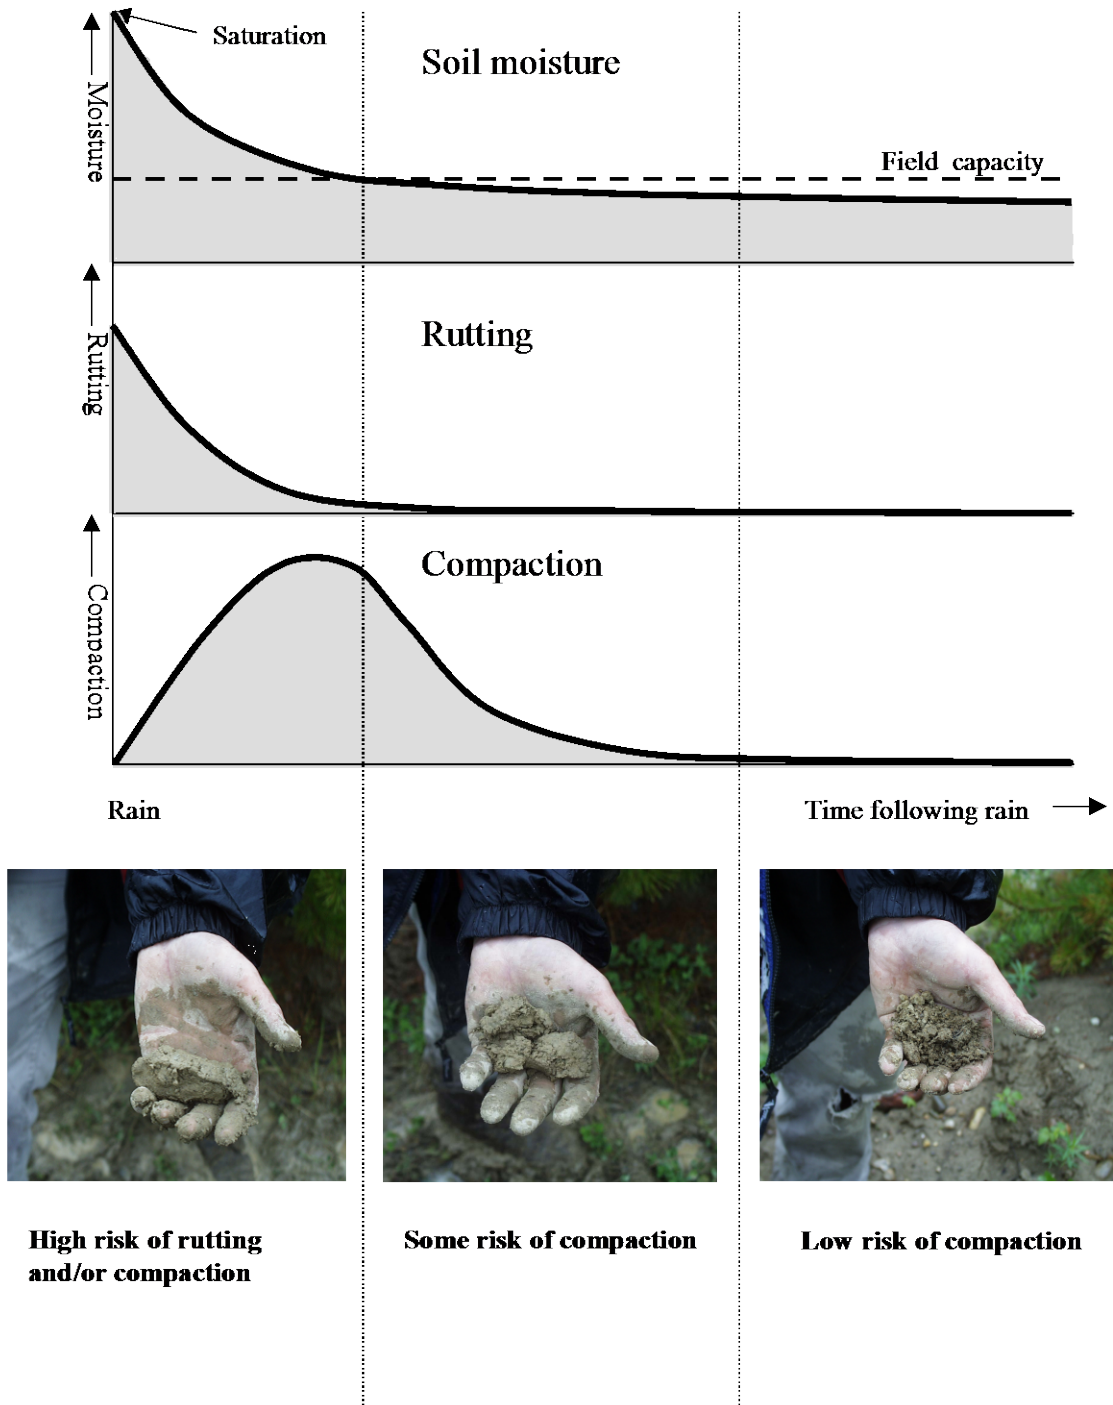 Saturation
Soil moisture
Moisture
Field capacity
Rutting
Rutting
Compaction
Compaction
Rain
Time following rain
High risk of rutting
and/or compaction
Some risk of compaction
Low risk of compaction